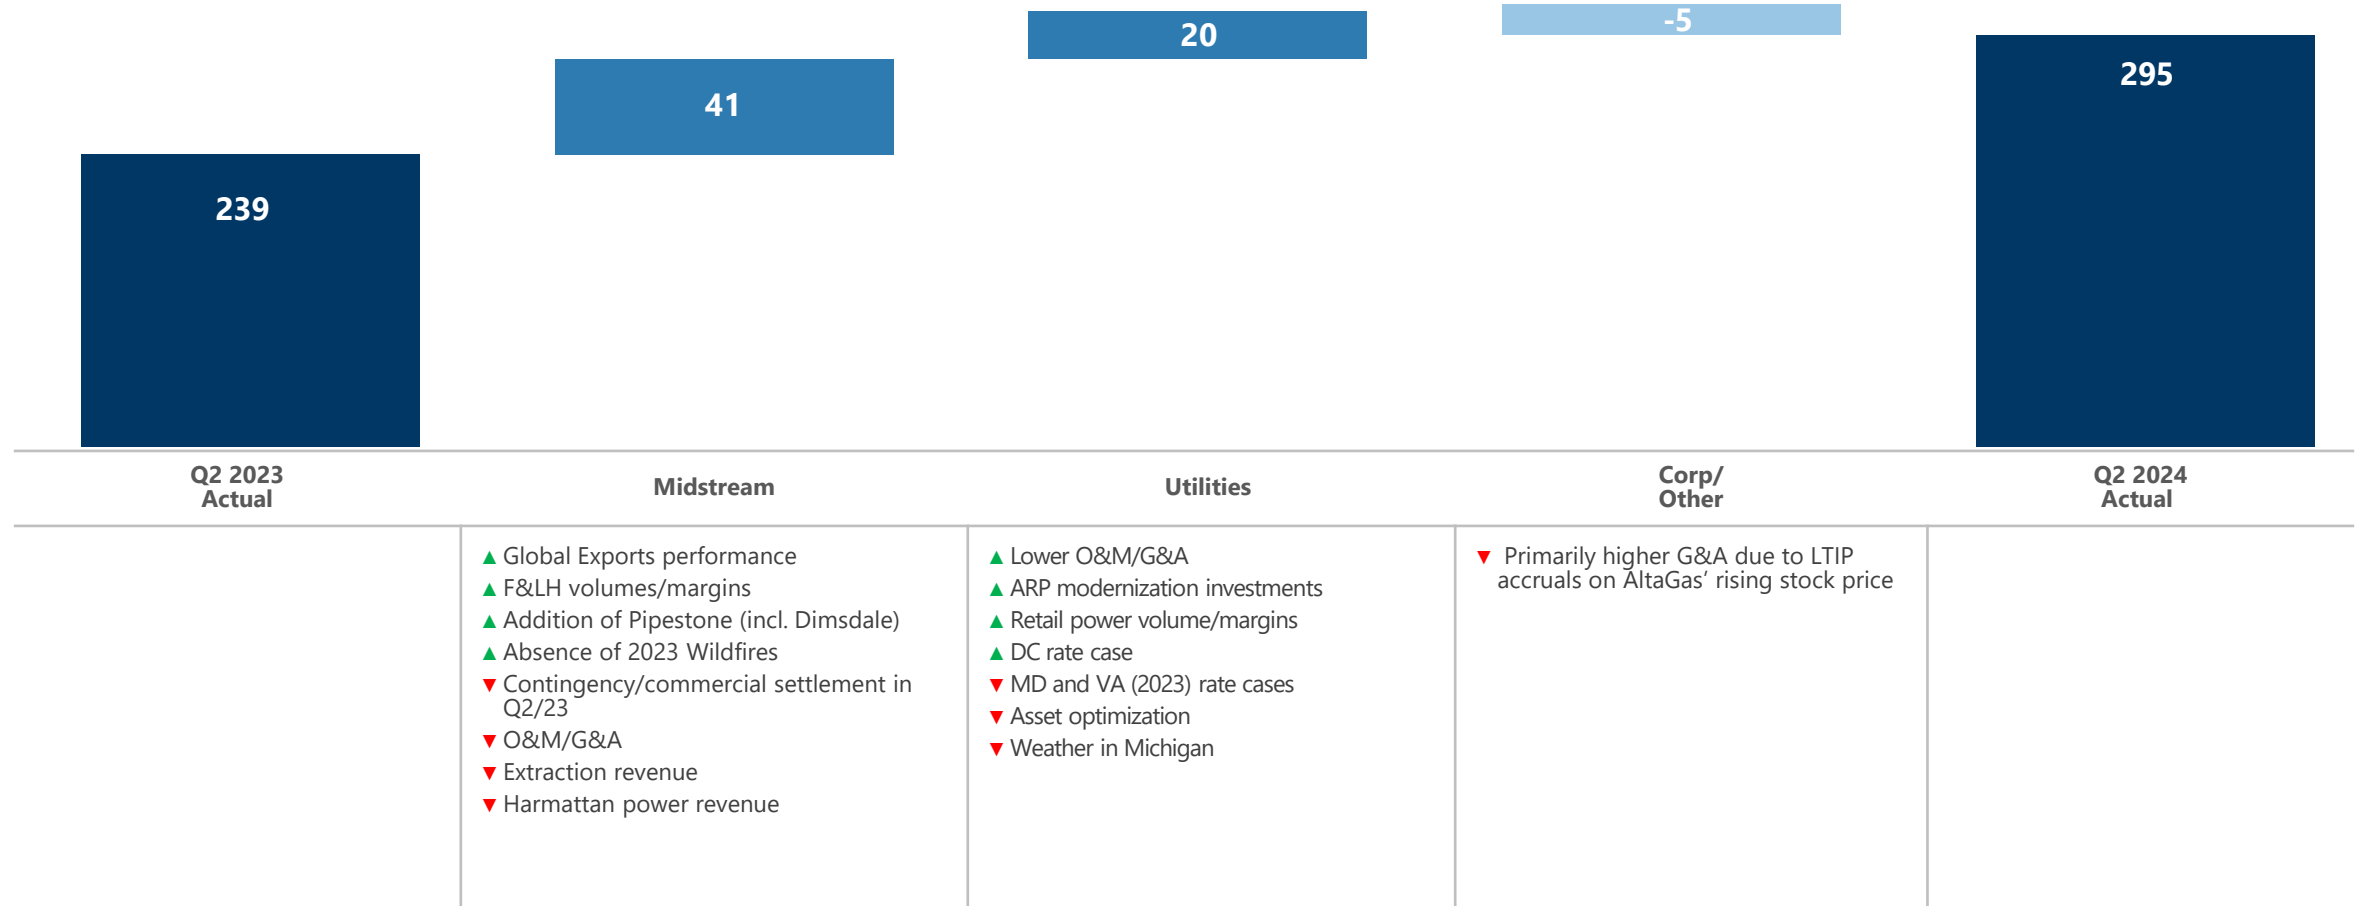 20
-5
295
41
239
Q2 2023
Actual
Midstream
Utilities
Corp/
Other
Q2 2024
Actual
▲ Global Exports performance
▲ F&LH volumes/margins
▲ Addition of Pipestone (incl. Dimsdale)
▲ Absence of 2023 Wildfires
▼ Contingency/commercial settlement in
Q2/23
▼ O&M/G&A
▼ Extraction revenue
▼ Harmattan power revenue
▲ Lower O&M/G&A
▲ ARP modernization investments
▲ Retail power volume/margins
▲ DC rate case
▼ MD and VA (2023) rate cases
▼ Asset optimization
▼ Weather in Michigan
▼ Primarily higher G&A due to LTIP
accruals on AltaGas’ rising stock price